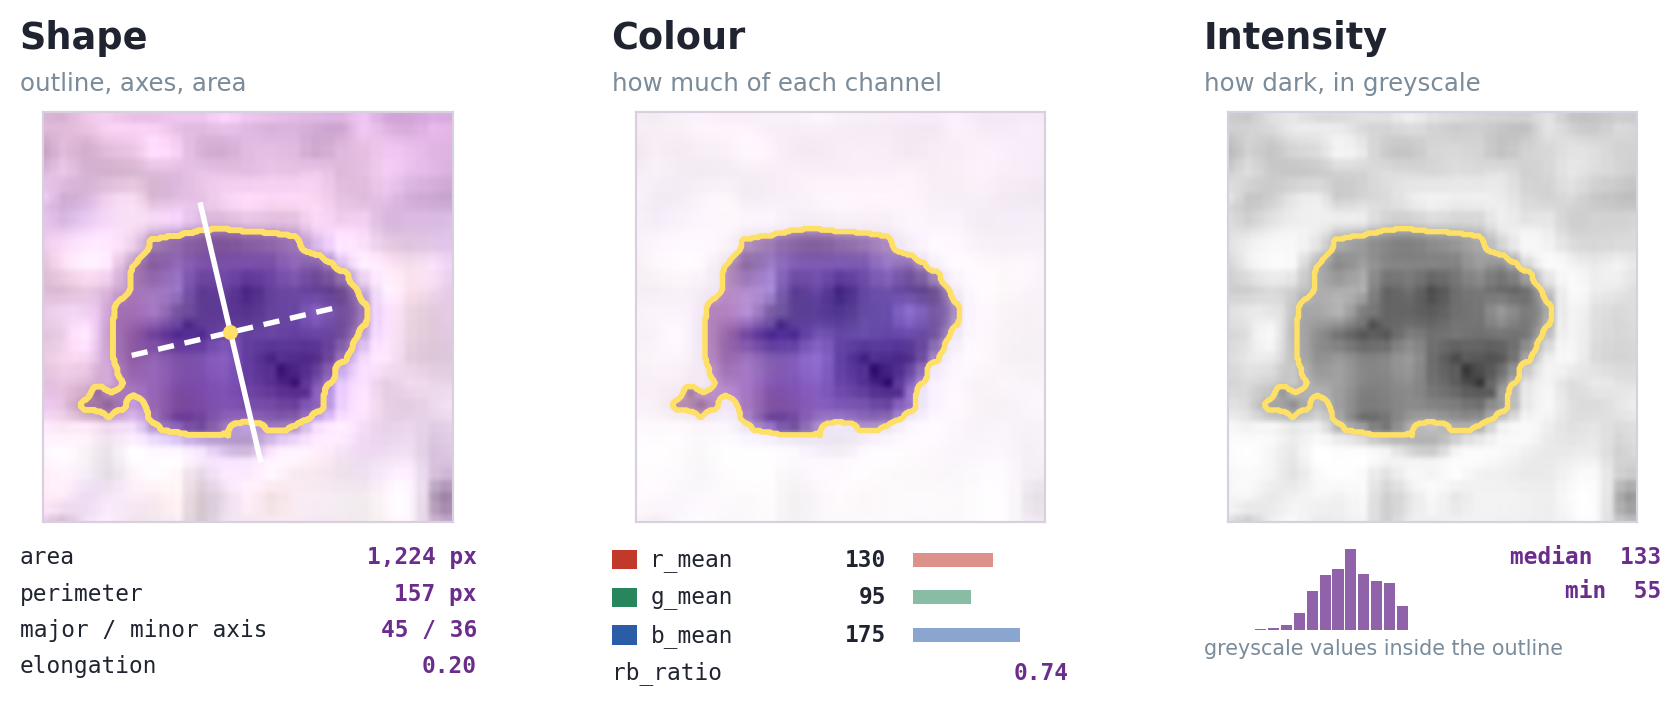 Shape
outline, axes, area
area 1,224 px
perimeter 157 px
major / minor axis 45 / 36
elongation 0.20
Colour
how much of each channel
r_mean 130
g_mean 95
b_mean 175
rb_ratio 0.74
Intensity
how dark, in greyscale
median 133
min 55
greyscale values inside the outline